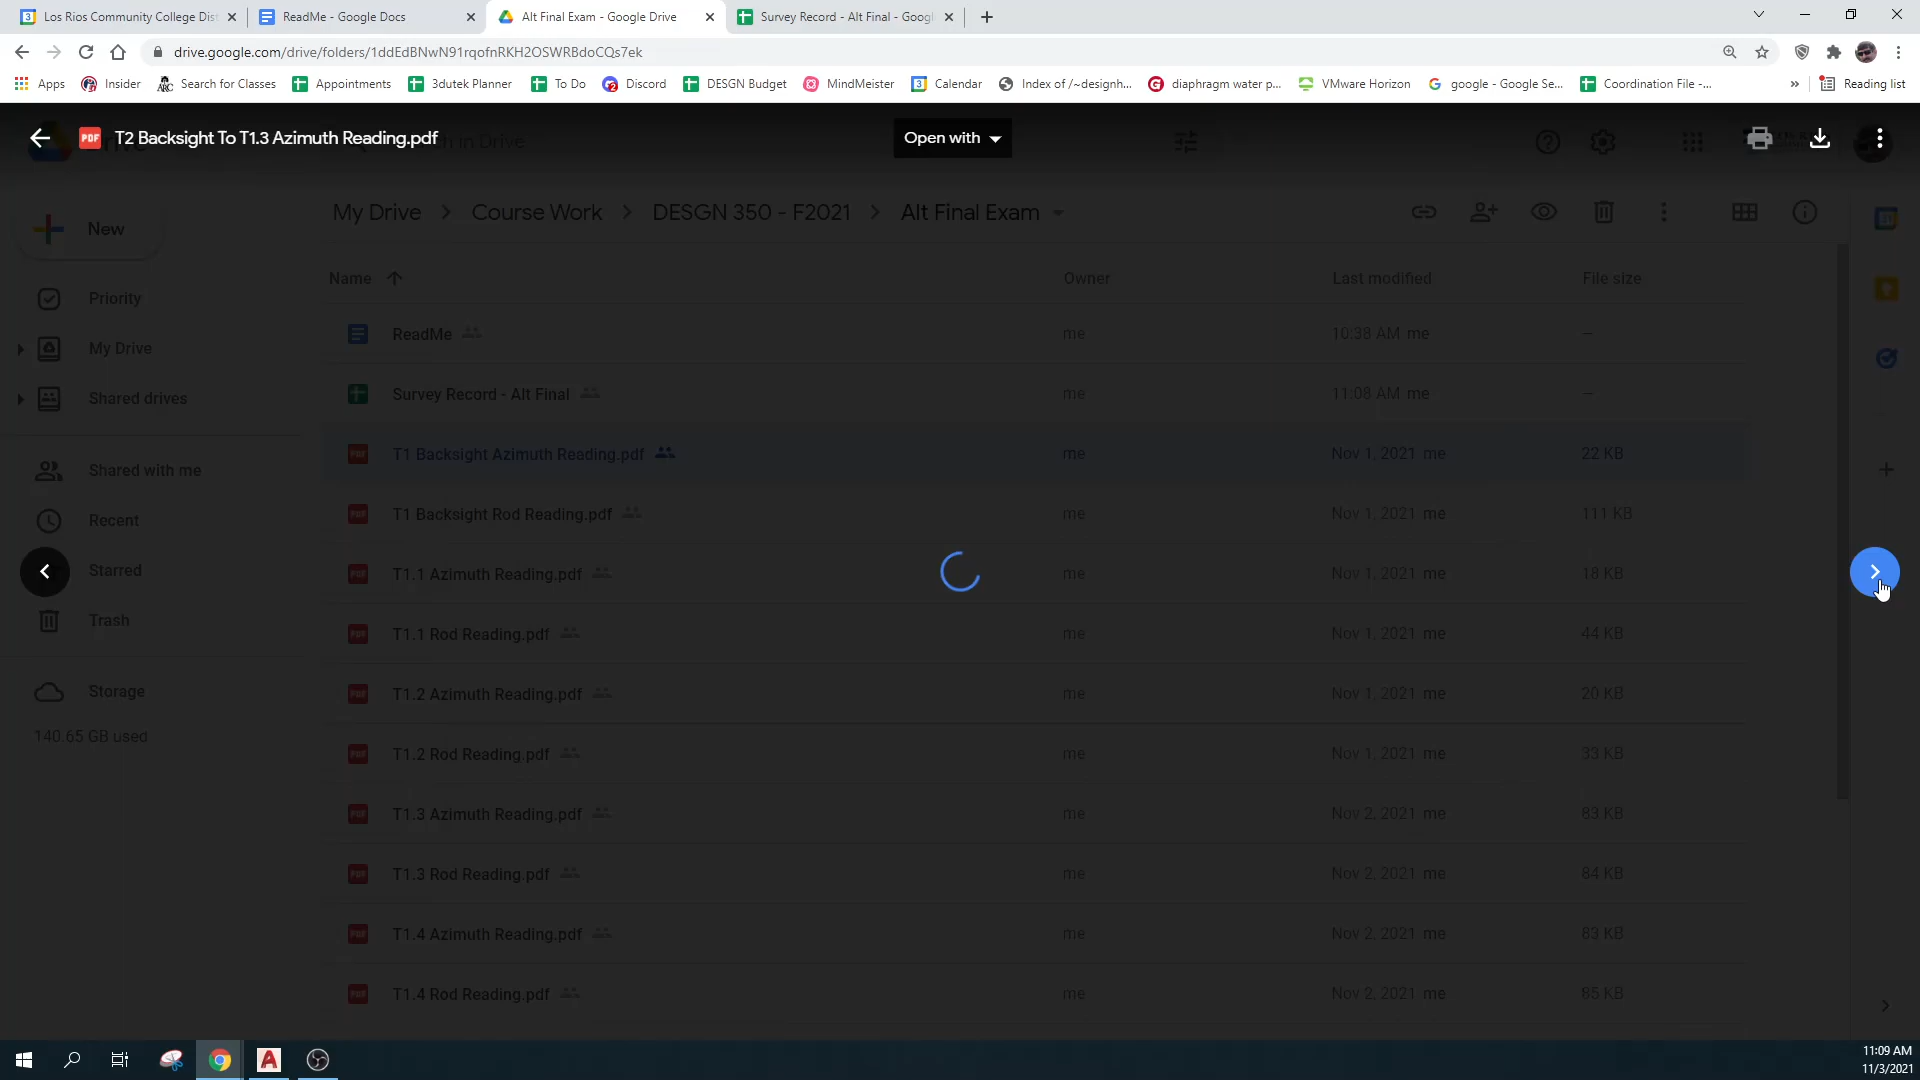 Los Rios Community College Dist
ReadMe - Google Docs
Alt Final Exam - Google Drive
Survey Record - Alt Final - Googl
drive.google.com/drive/folders/1ddEdBNwN91rqofnRKH2OSWRBdoCQs7ek
Apps
Insider
Search for Classes
Appointments
3dutek Planner
To Do
Discord
DESGN Budget
MindMeister
Calendar
Index of /~designh...
diaphragm water p...
VMware Horizon
google - Google Se...
Coordination File -...
Reading list
PDF T2 Backsight To T1.3 Azimuth Reading.pdf
ch in Drive
Open with
New
My Drive > Course Work > DESGN 350 - F2021 > Alt Final Exam
Name Owner Last modified File size
Priority
My Drive
Shared drives
Shared with me
Recent
Starred
Trash
Storage
140.65 GB used
ReadMe me 10:38 AM me –
Survey Record - Alt Final me 11:08 AM me –
T1 Backsight Azimuth Reading.pdf me Nov 1, 2021 me 22 KB
T1 Backsight Rod Reading.pdf me Nov 1, 2021 me 111 KB
T1.1 Azimuth Reading.pdf me Nov 1, 2021 me 18 KB
T1.1 Rod Reading.pdf me Nov 1, 2021 me 44 KB
T1.2 Azimuth Reading.pdf me Nov 1, 2021 me 20 KB
T1.2 Rod Reading.pdf me Nov 1, 2021 me 33 KB
T1.3 Azimuth Reading.pdf me Nov 2, 2021 me 83 KB
T1.3 Rod Reading.pdf me Nov 2, 2021 me 84 KB
T1.4 Azimuth Reading.pdf me Nov 2, 2021 me 83 KB
T1.4 Rod Reading.pdf me Nov 2, 2021 me 85 KB
11:09 AM
11/3/2021